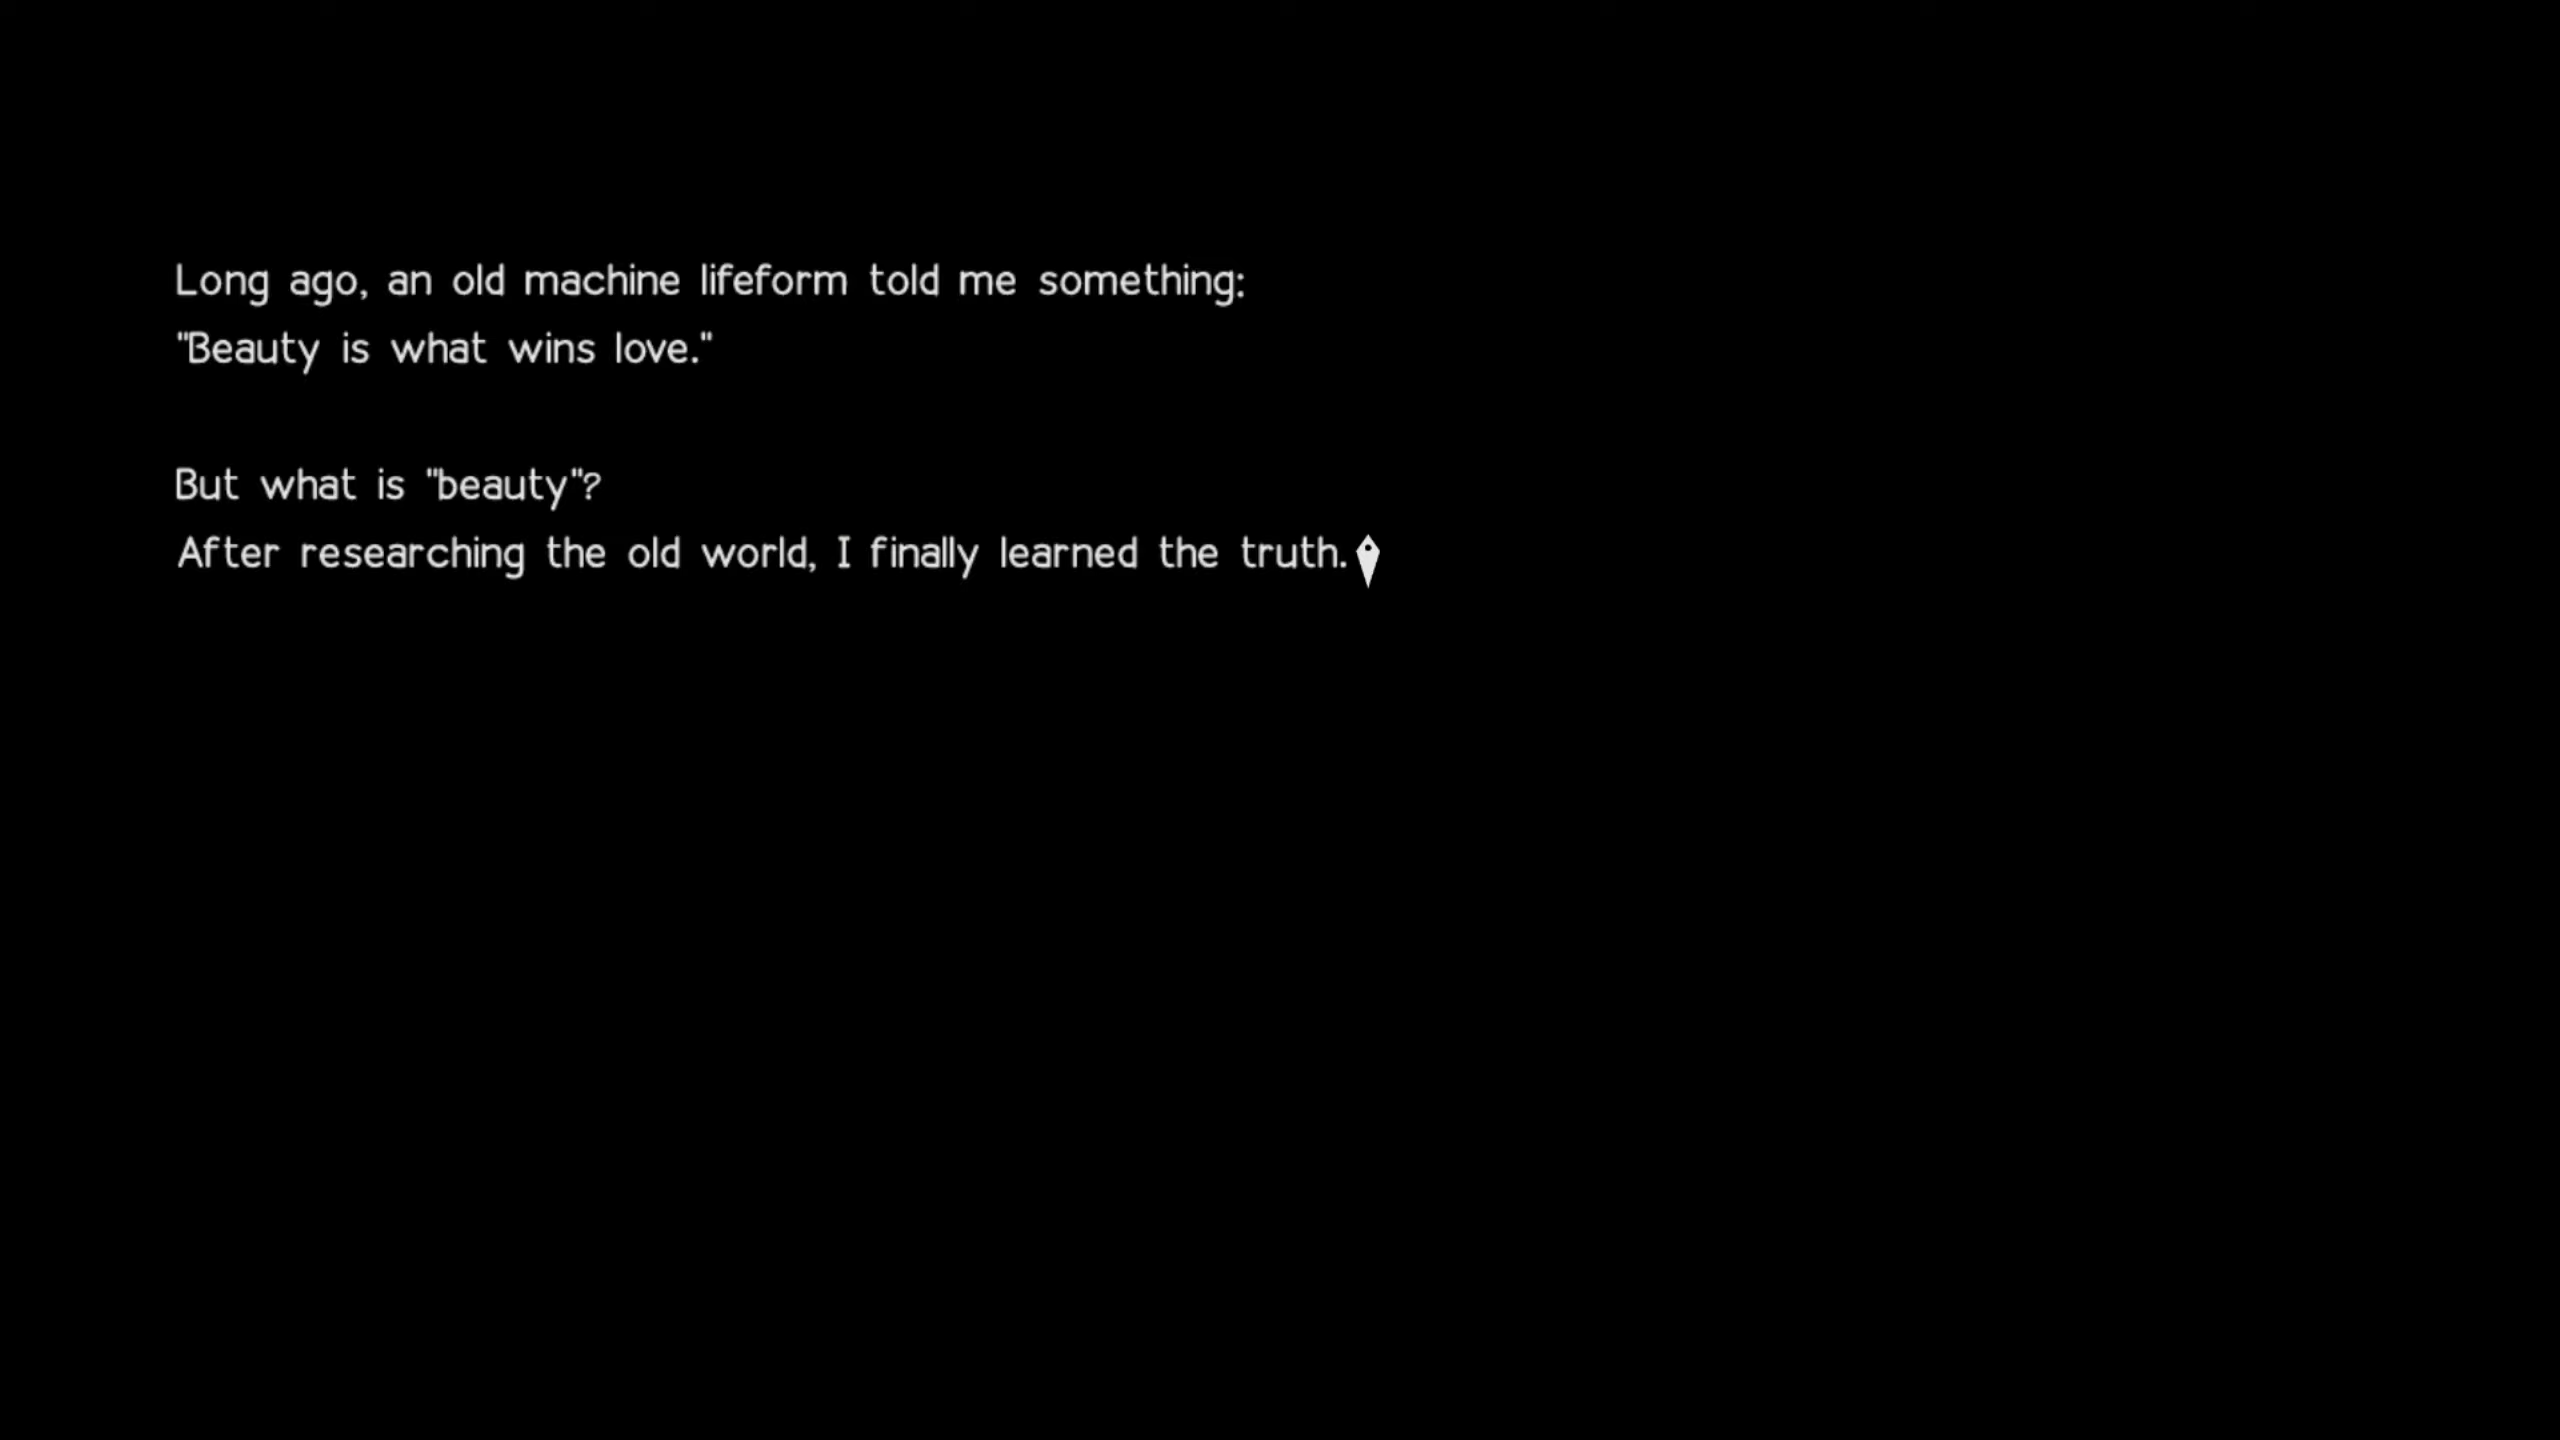 Long ago, an old machine lifeform told me something:
"Beauty is what wins love."
But what is "beauty"?
After researching the old world, I finally learned the truth.